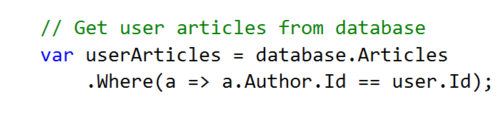 // Get user articles from database
var userArticles = database.Articles
.Where(a => a.Author.Id == user.Id);